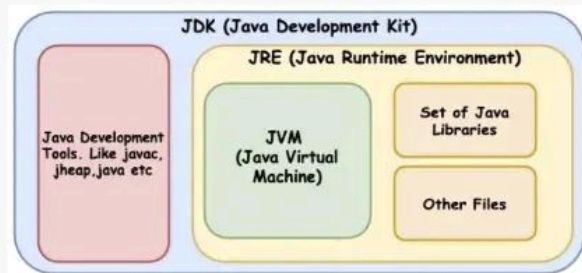 JDK (Java Development Kit)
JRE (Java Runtime Environment)
Java Development
Tools. Like javac,
jheap,java etc
JVM
(Java Virtual
Machine)
Set of Java
Libraries
Other Files